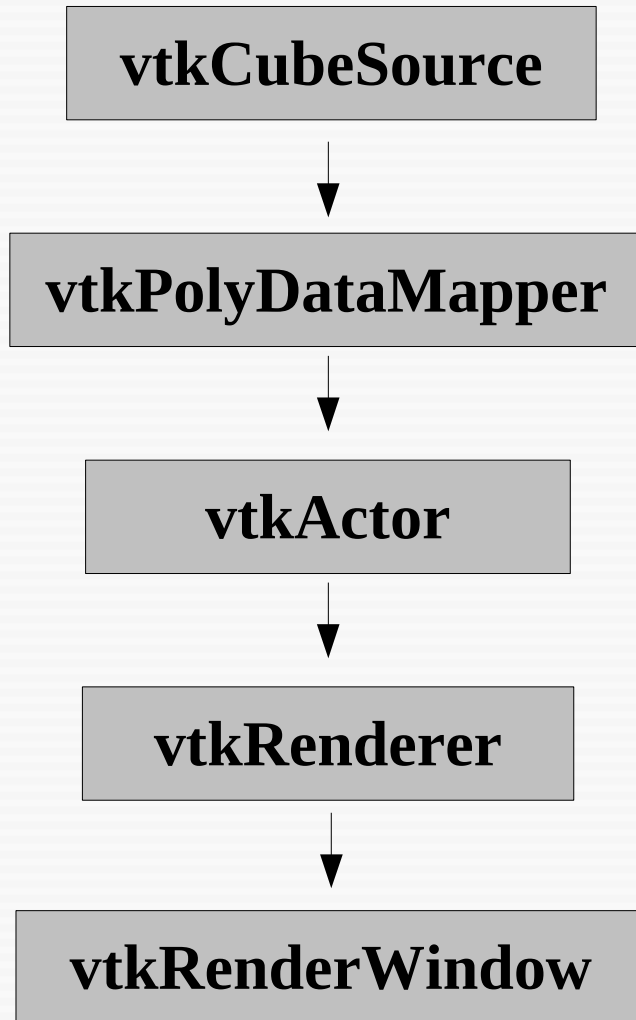 vtkCubeSource
vtkPolyDataMapper
vtkActor
vtkRenderer
vtkRenderWindow